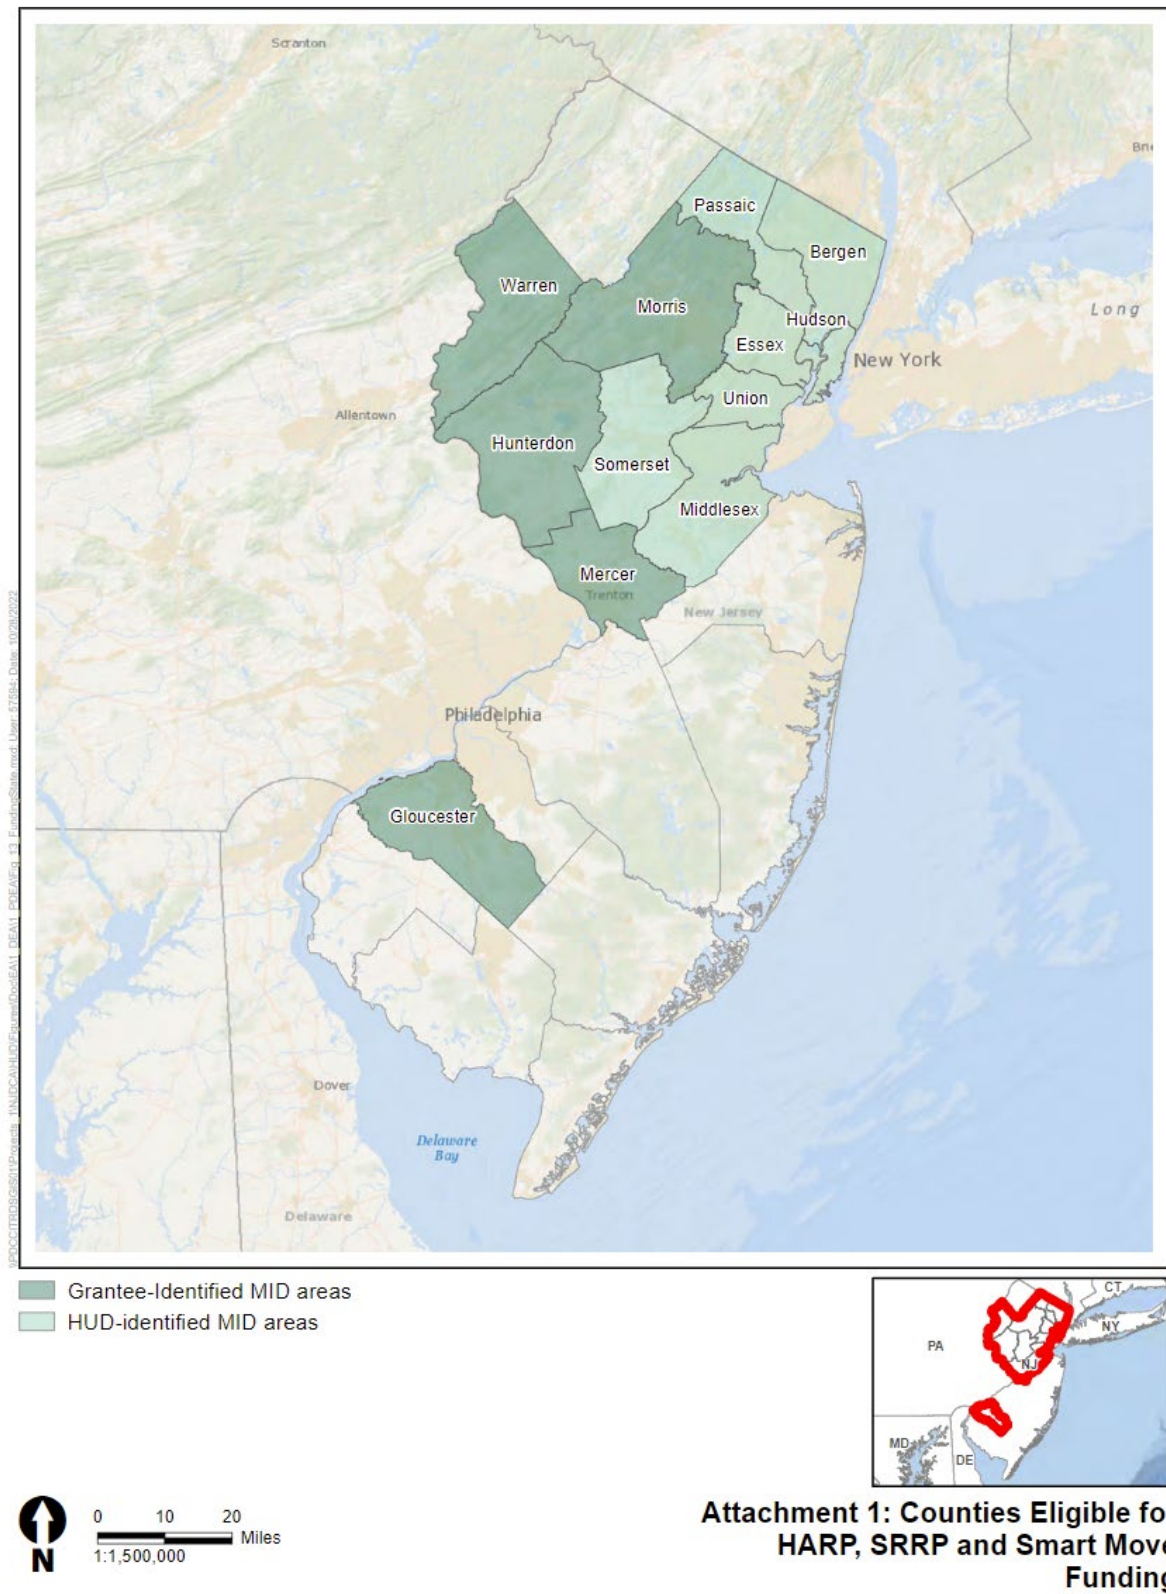 Scranton
Bri
Passaic
Bergen
Warren
Morris
Hudson
Long
Essex
New York
Union
Allentown
Hunterdon
Somerset
Middlesex
Mercer
Trenton
New Jersey
Philadelphia
Gloucester
Dover
Delaware
Bay
Delaware
Grantee-Identified MID areas
HUD-identified MID areas
CT
NY
PA
NJ
MD
DE
0 10 20
Miles
1:1,500,000
N
Attachment 1: Counties Eligible fo
HARP, SRRP and Smart Move
Funding